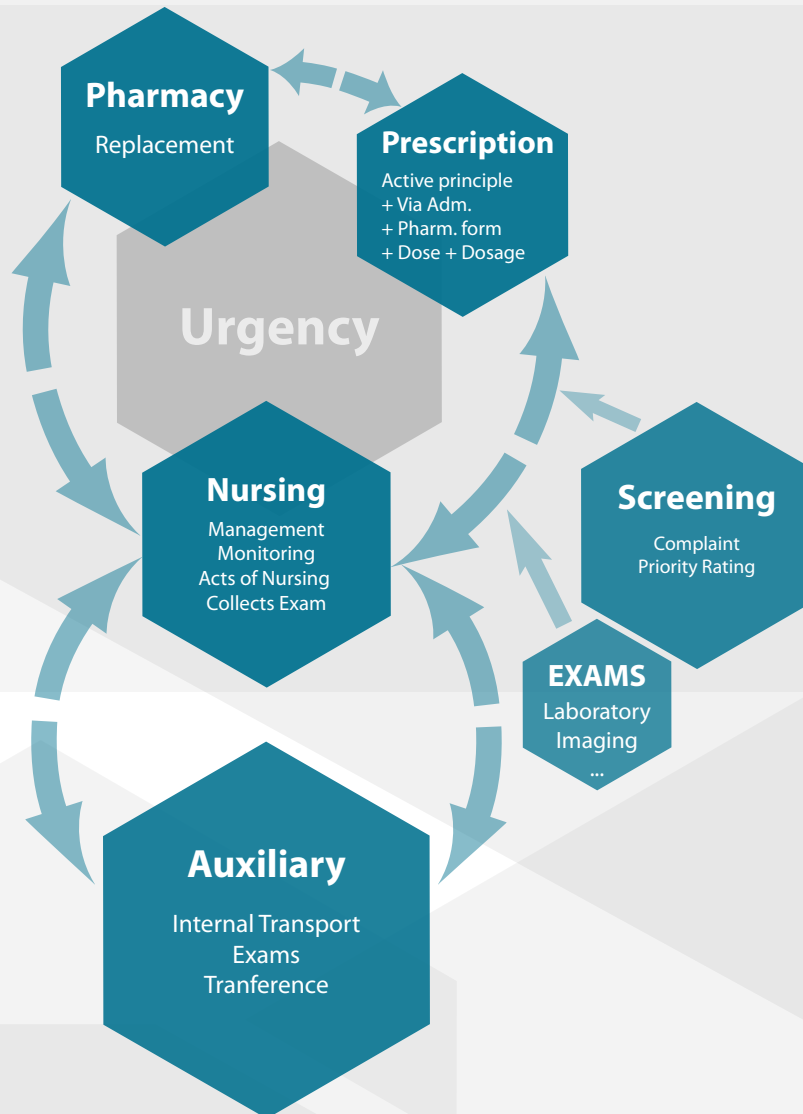 Pharmacy
Replacement
Prescription
Active principle
+ Via Adm.
+ Pharm. form
+ Dose + Dosage
Urgency
Nursing
Management
Monitoring
Acts of Nursing
Collects Exam
Screening
Complaint
Priority Rating
EXAMS
Laboratory
Imaging
...
Auxiliary
Internal Transport
Exams
Tranference